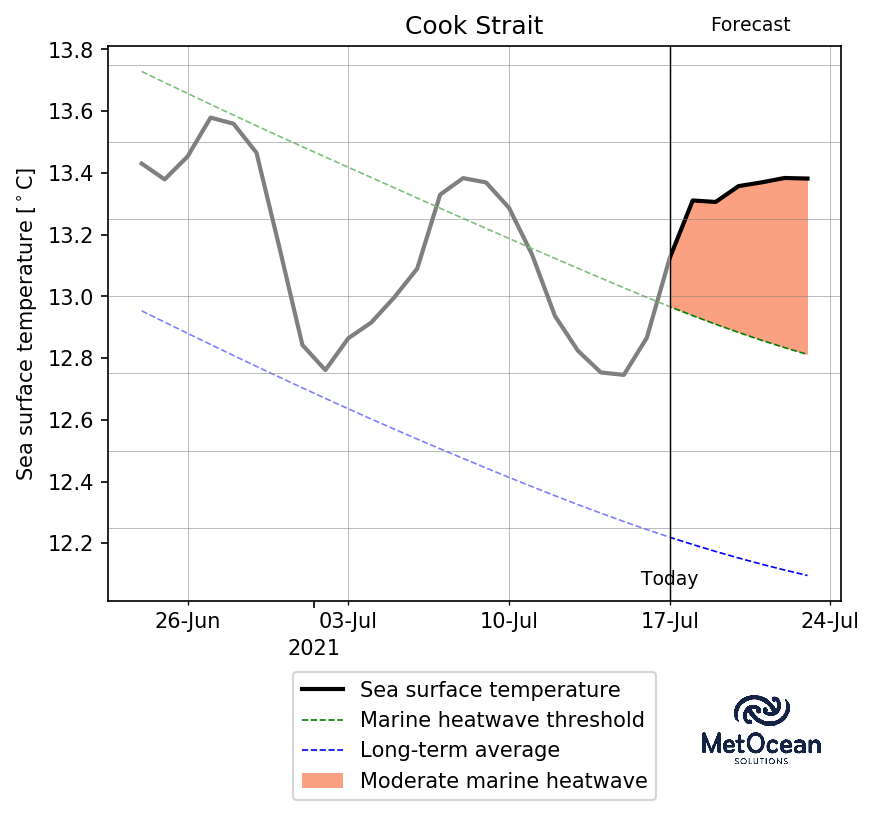 Cook Strait
Forecast
Sea surface temperature [°C]
13.8
13.6
13.4
13.2
13.0
12.8
12.6
12.4
12.2
Today
26-Jun
03-Jul
10-Jul
17-Jul
24-Jul
2021
Sea surface temperature
Marine heatwave threshold
Long-term average
Moderate marine heatwave
MetOcean
SOLUTIONS